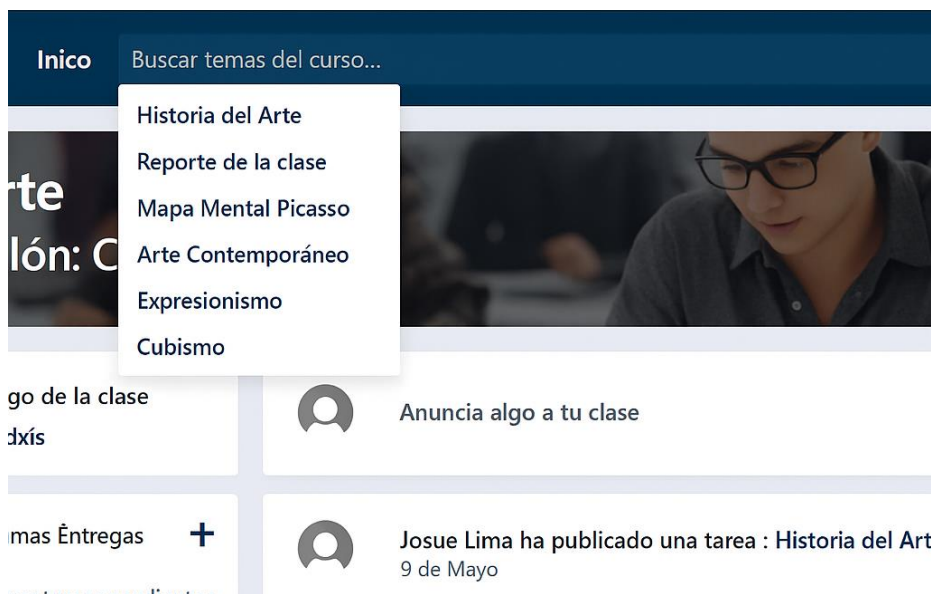 Inico
Buscar temas del curso...
Historia del Arte
Reporte de la clase
Mapa Mental Picasso
Arte Contemporáneo
Expresionismo
Cubismo
rte
lón: C
go de la clase
dxís
Anuncia algo a tu clase
mas Ėntregas +
Josue Lima ha publicado una tarea : Historia del Art
9 de Mayo